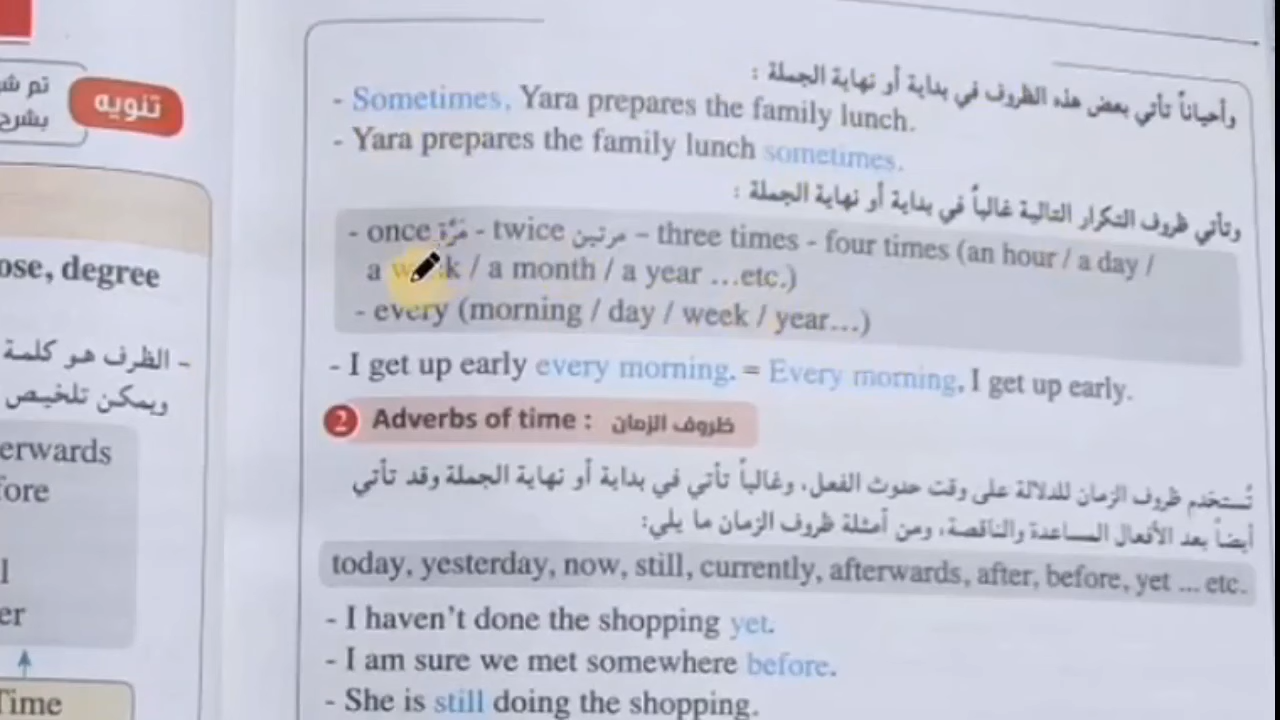 تنويه
تم
بشرح
ose, degree
- الظرف هو كلمة
ويمكن تلخيص
erwards
fore
l
er
Time
وأحياناً تأتي بعض هذه الظروف في بداية أو نهاية الجملة :
- Sometimes, Yara prepares the family lunch.
- Yara prepares the family lunch sometimes.
وتأتي ظروف التكرار التالية غالباً في بداية أو نهاية الجملة :
- once مَرَّة - twice مرتين – three times - four times (an hour / a day /
a week / a month / a year ...etc.)
- every (morning / day / week / year...)
- I get up early every morning. = Every morning, I get up early.
2 Adverbs of time : ظروف الزمان
تُستخدم ظروف الزمان للدلالة على وقت حدوث الفعل، وغالباً تأتي في بداية أو نهاية الجملة وقد تأتي
أيضاً بعد الأفعال المساعدة والناقصة، ومن أمثلة ظروف الزمان ما يلي:
today, yesterday, now, still, currently, afterwards, after, before, yet ... etc.
- I haven't done the shopping yet.
- I am sure we met somewhere before.
- She is still doing the shopping.